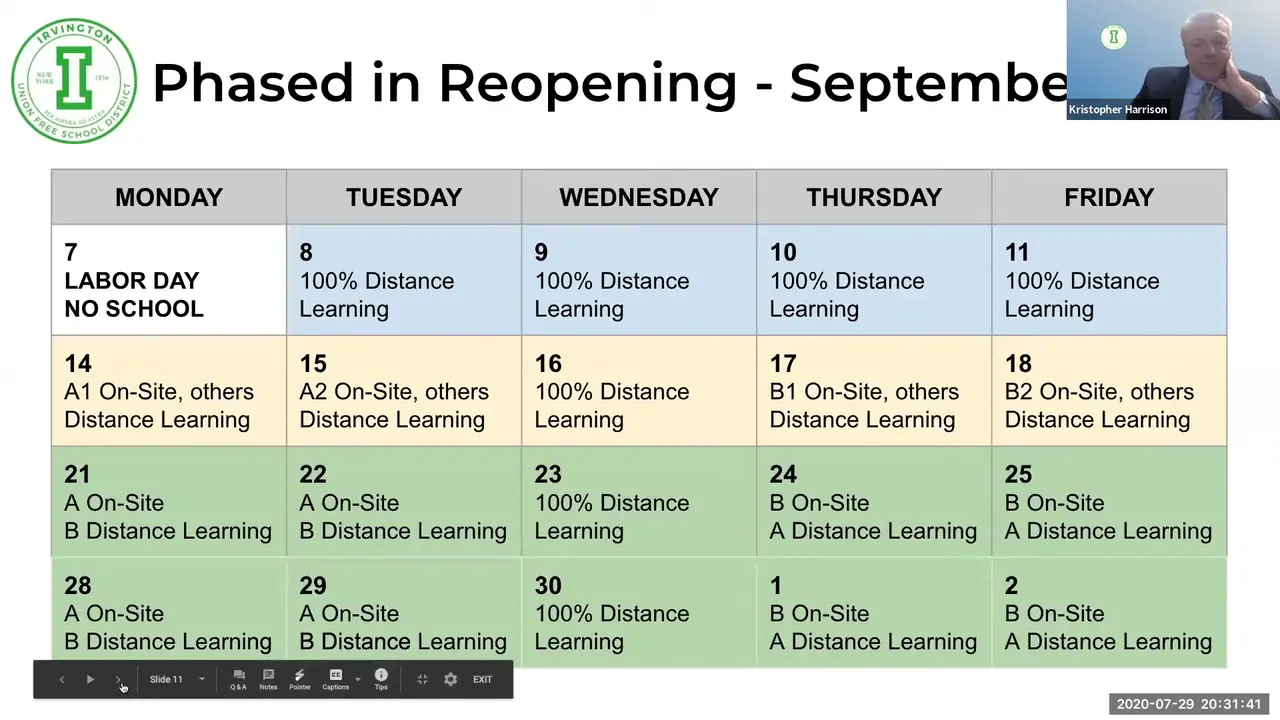 IRVINGTON
NEW YORK
1856
I
PER ASPERA AD ASTRA
UNION FREE SCHOOL DISTRICT
Phased in Reopening - Septembe
Kristopher Harrison
MONDAY TUESDAY WEDNESDAY THURSDAY FRIDAY
7 8 9 10 11
LABOR DAY 100% Distance 100% Distance 100% Distance 100% Distance
NO SCHOOL Learning Learning Learning Learning
14 15 16 17 18
A1 On-Site, others A2 On-Site, others 100% Distance B1 On-Site, others B2 On-Site, others
Distance Learning Distance Learning Learning Distance Learning Distance Learning
21 22 23 24 25
A On-Site A On-Site 100% Distance B On-Site B On-Site
B Distance Learning B Distance Learning Learning A Distance Learning A Distance Learning
28 29 30 1 2
A On-Site A On-Site 100% Distance B On-Site B On-Site
B Distance Learning B Distance Learning Learning A Distance Learning A Distance Learning
Slide 11 Q & A Notes Pointer CC Captions Tips EXIT
2020-07-29 20:31:41